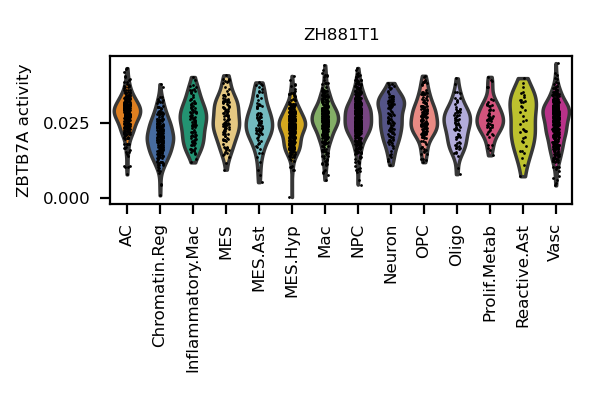 ZH881T1
ZBTB7A activity
0.025
0.000
AC
Chromatin.Reg
Inflammatory.Mac
MES
MES.Ast
MES.Hyp
Mac
NPC
Neuron
OPC
Oligo
Prolif.Metab
Reactive.Ast
Vasc